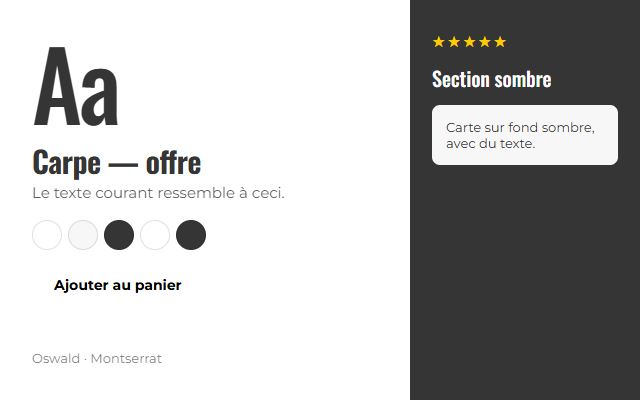 Aa
Carpe — offre
Le texte courant ressemble à ceci.
Ajouter au panier
Oswald · Montserrat
★★★★★
Section sombre
Carte sur fond sombre,
avec du texte.